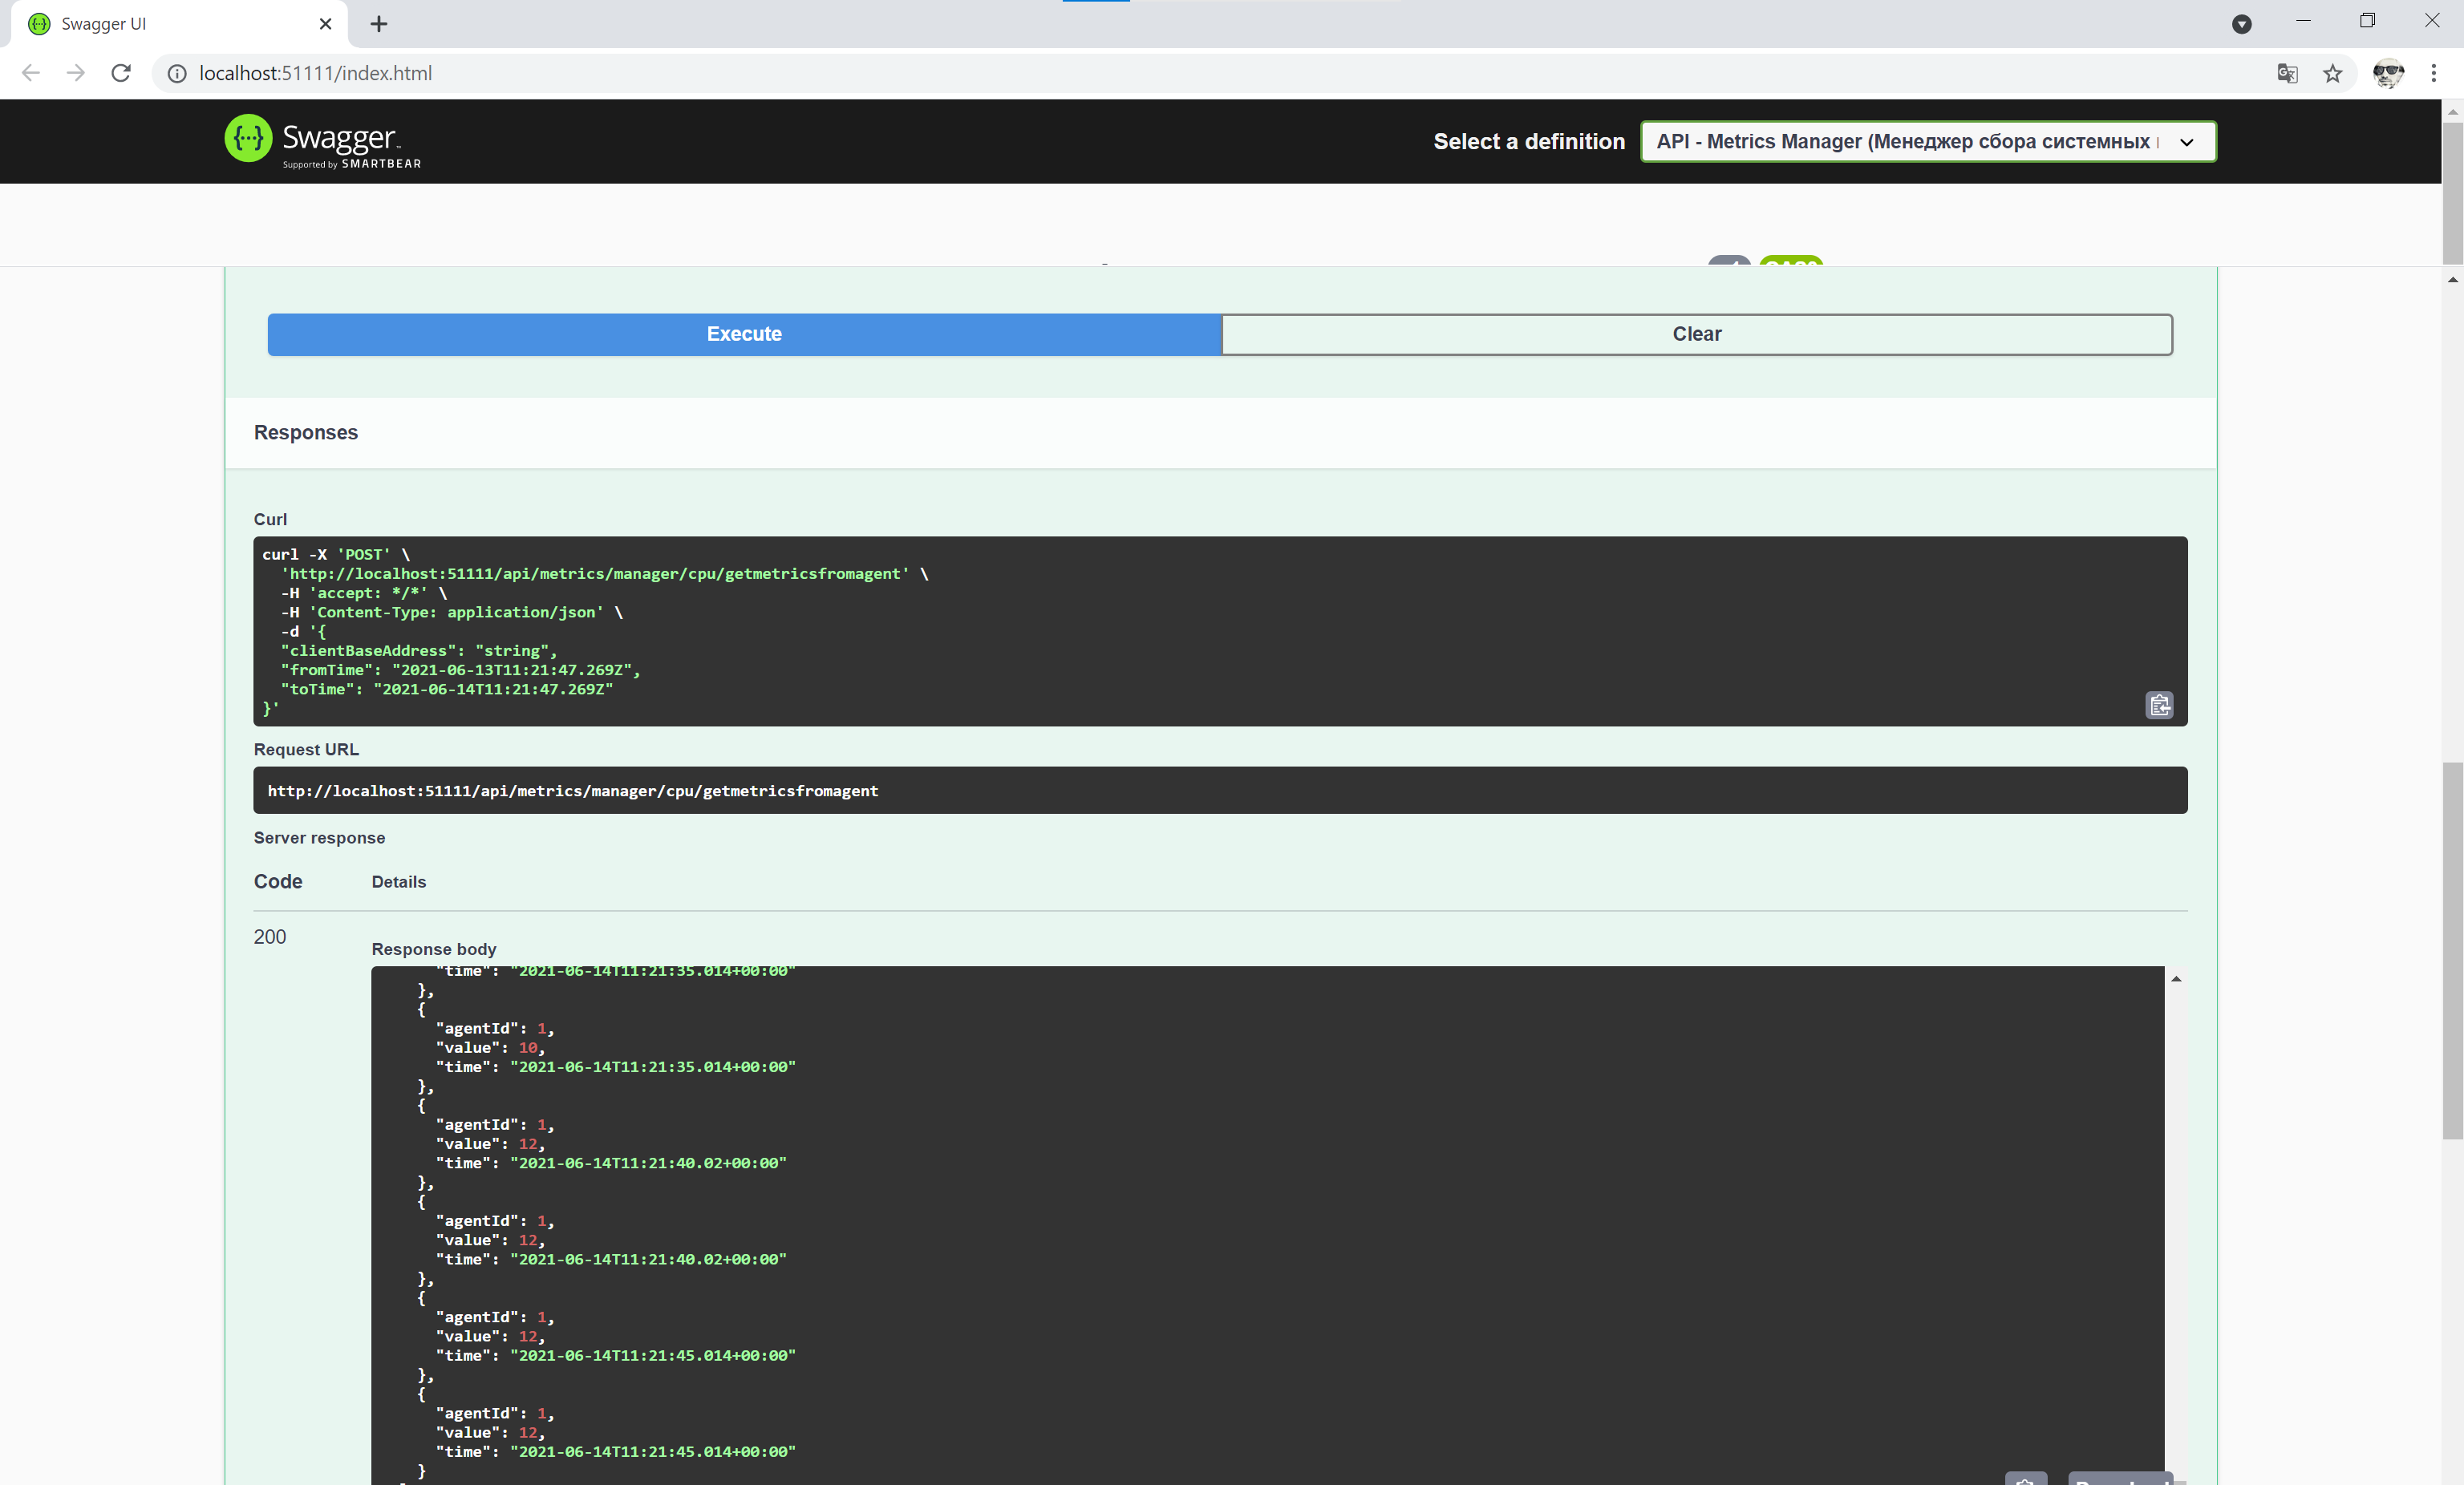 Swagger UI
localhost:51111/index.html
Swagger
Supported by SMARTBEAR
Select a definition
API - Metrics Manager (Менеджер сбора системных
Execute
Clear
Responses
Curl
curl -X 'POST' \
'http://localhost:51111/api/metrics/manager/cpu/getmetricsfromagent' \
-H 'accept: */*' \
-H 'Content-Type: application/json' \
-d '{
"clientBaseAddress": "string",
"fromTime": "2021-06-13T11:21:47.269Z",
"toTime": "2021-06-14T11:21:47.269Z"
}'
Request URL
http://localhost:51111/api/metrics/manager/cpu/getmetricsfromagent
Server response
Code Details
200
Response body
"time": "2021-06-14T11:21:35.014+00:00"
},
{
"agentId": 1,
"value": 10,
"time": "2021-06-14T11:21:35.014+00:00"
},
{
"agentId": 1,
"value": 12,
"time": "2021-06-14T11:21:40.02+00:00"
},
{
"agentId": 1,
"value": 12,
"time": "2021-06-14T11:21:40.02+00:00"
},
{
"agentId": 1,
"value": 12,
"time": "2021-06-14T11:21:45.014+00:00"
},
{
"agentId": 1,
"value": 12,
"time": "2021-06-14T11:21:45.014+00:00"
}